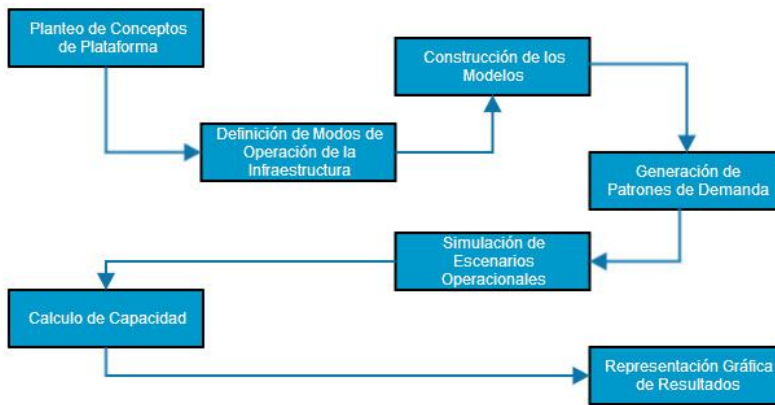 Planteo de Conceptos
de Plataforma
Construcción de los
Modelos
Definición de Modos de
Operación de la
Infraestructura
Generación de
Patrones de Demanda
Simulación de
Escenarios
Operacionales
Calculo de Capacidad
Representación Gráfica
de Resultados